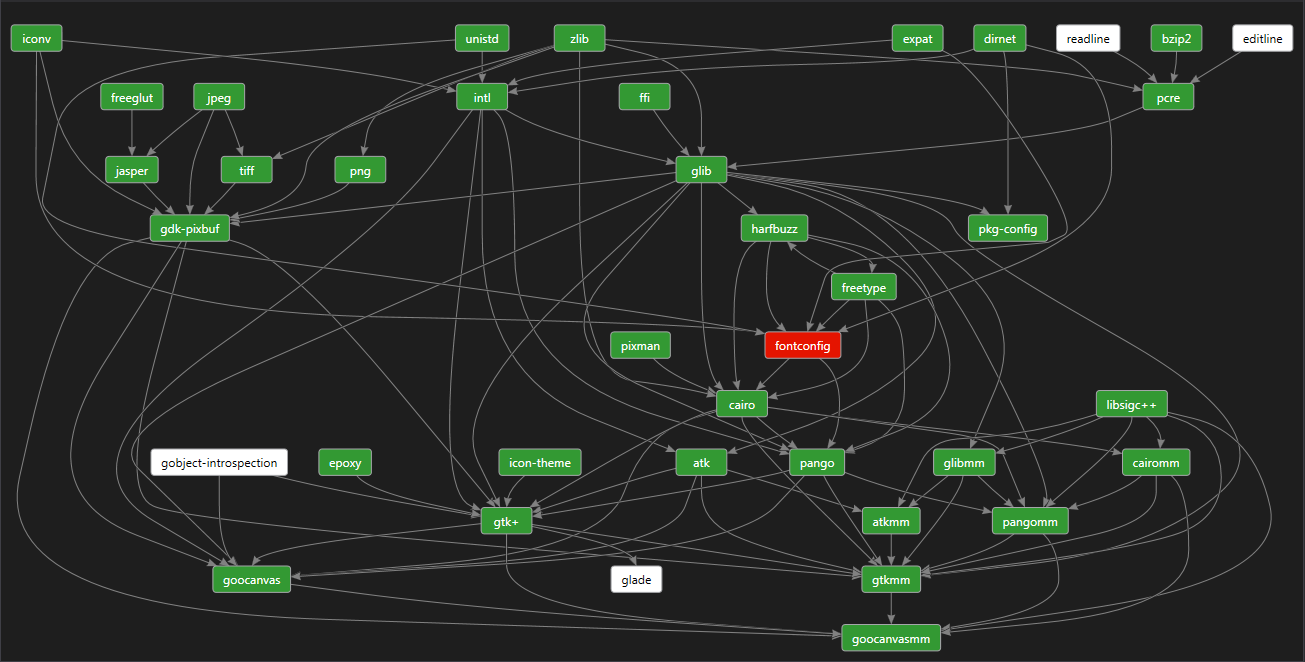 iconv
unistd
zlib
expat
dirnet
readline
bzip2
editline
freeglut
jpeg
intl
ffi
pcre
jasper
tiff
png
glib
gdk-pixbuf
harfbuzz
pkg-config
freetype
pixman
fontconfig
cairo
libsigc++
gobject-introspection
epoxy
icon-theme
atk
pango
glibmm
cairomm
gtk+
atkmm
pangomm
goocanvas
glade
gtkmm
goocanvasmm